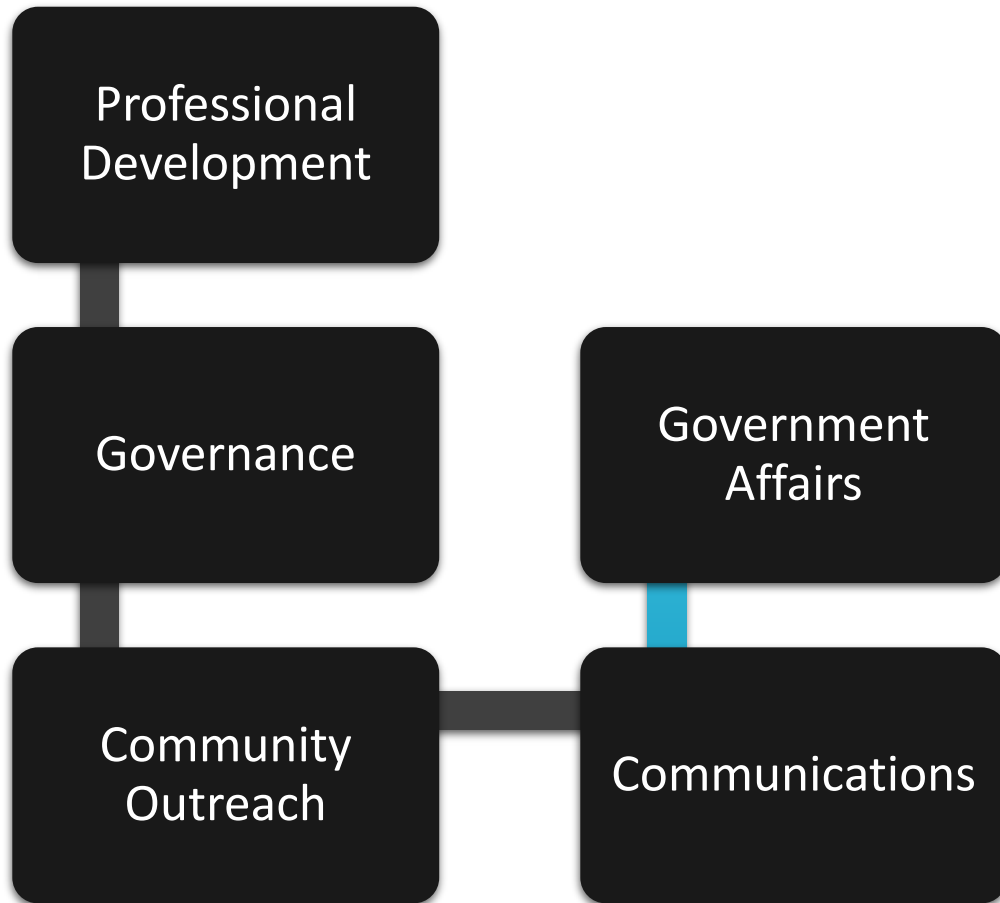 Professional
Development
Governance
Community
Outreach
Communications
Government
Affairs